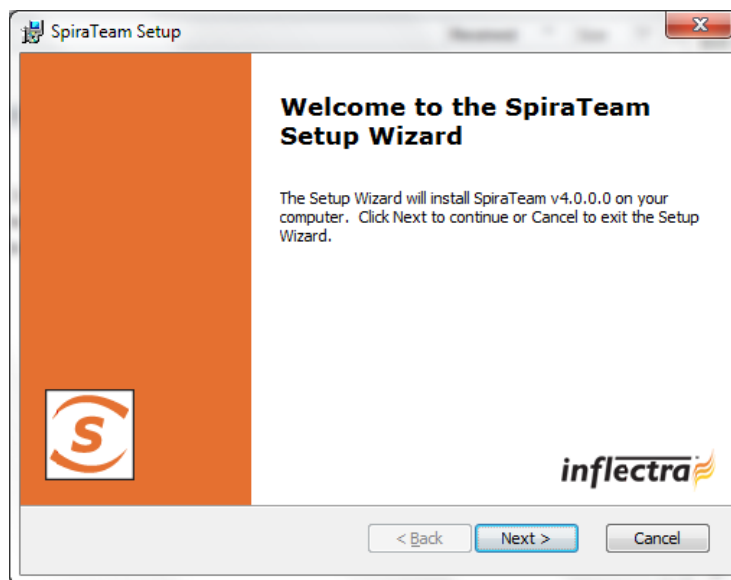 SpiraTeam Setup
Welcome to the SpiraTeam
Setup Wizard
The Setup Wizard will install SpiraTeam v4.0.0.0 on your
computer. Click Next to continue or Cancel to exit the Setup
Wizard.
S
inflectra
< Back
Next >
Cancel